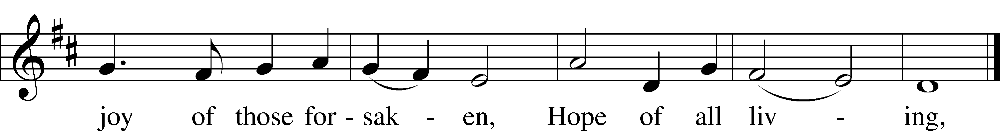 joy of those for - sak - en, Hope of all liv - ing,